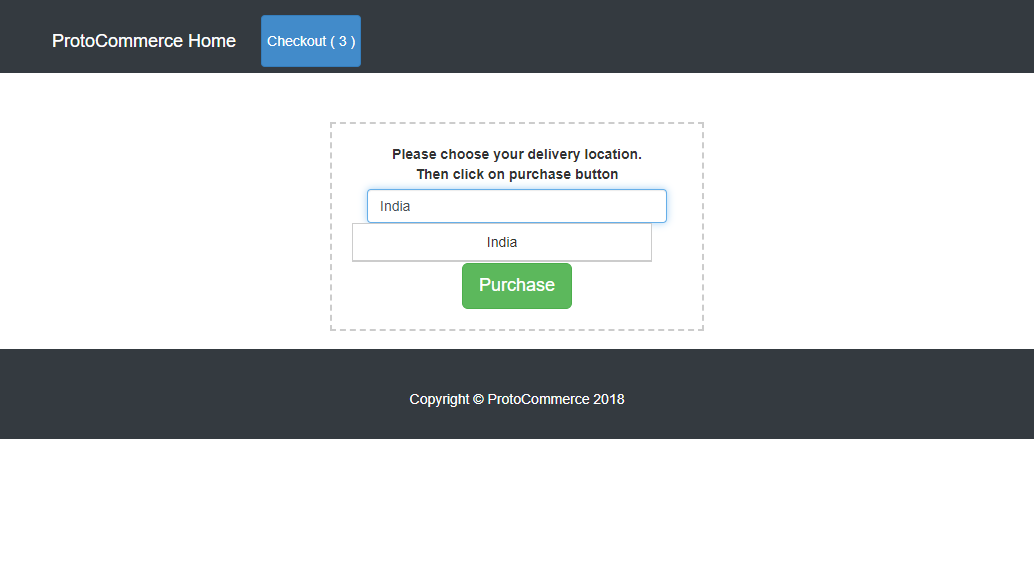 ProtoCommerce Home
Checkout ( 3 )
Please choose your delivery location.
Then click on purchase button
India
India
Purchase
Copyright © ProtoCommerce 2018